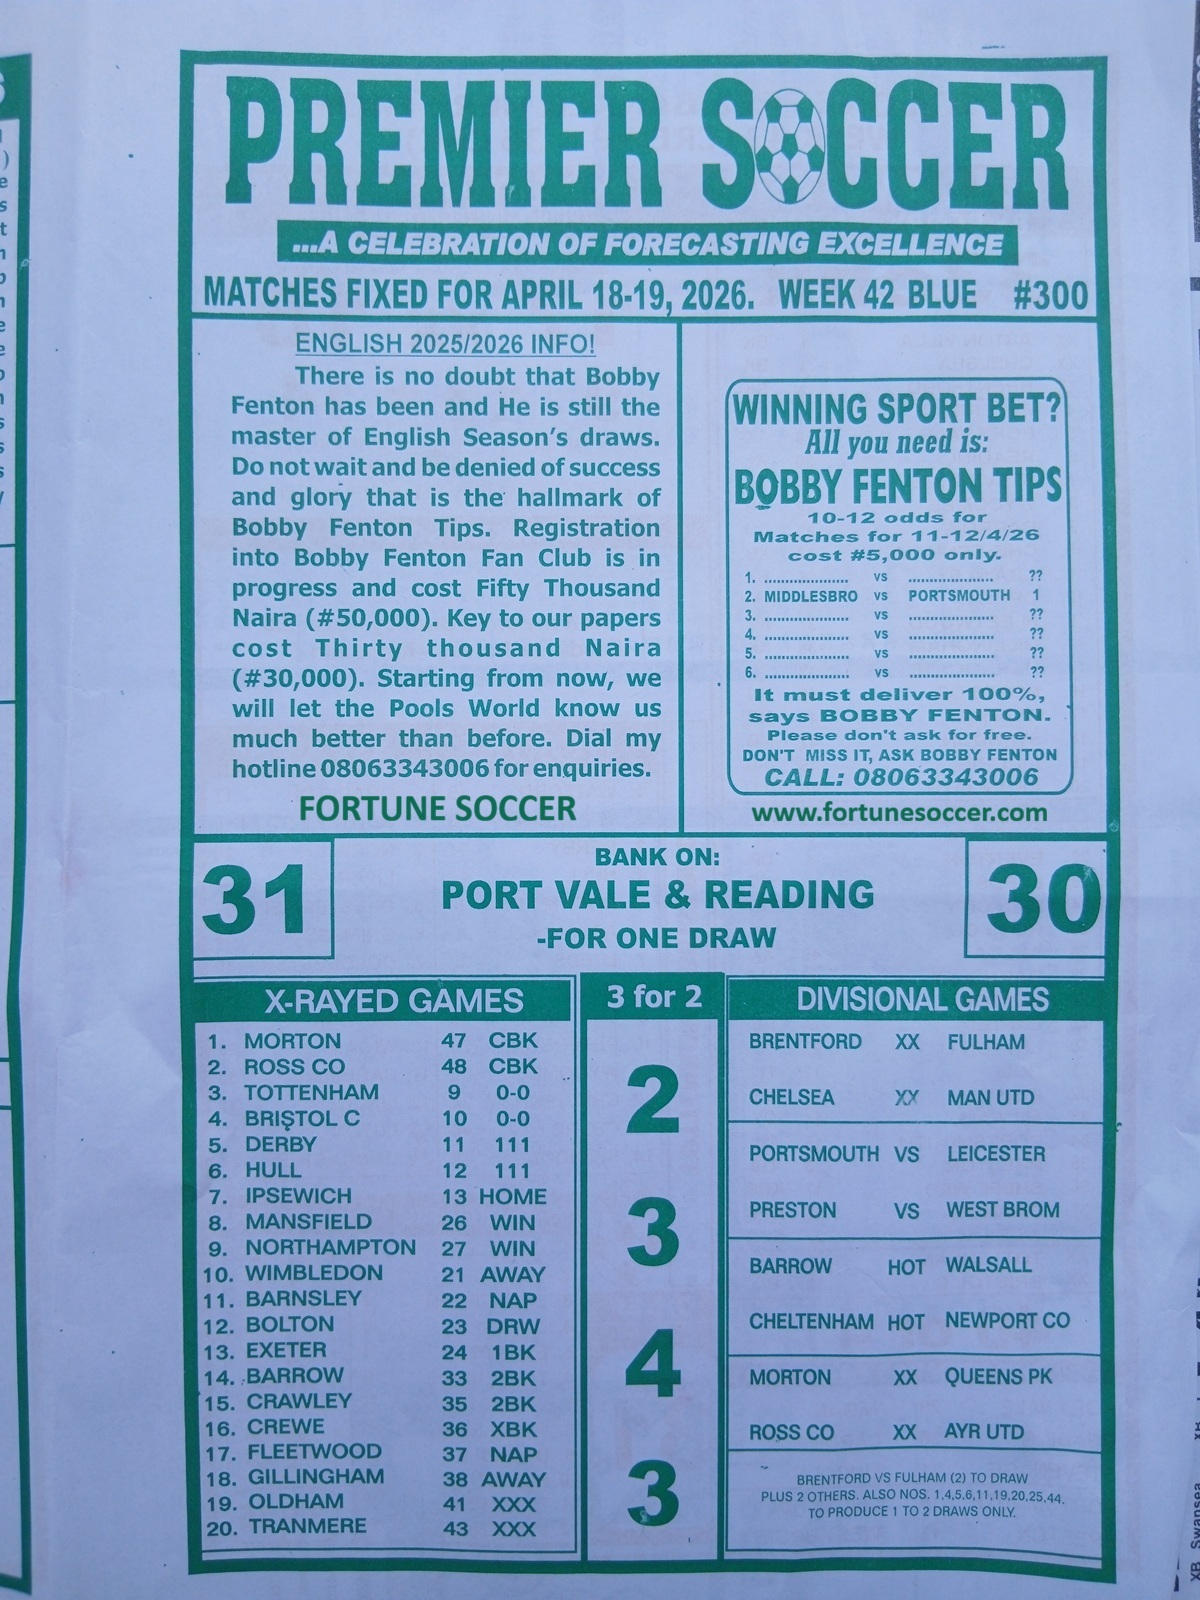 PREMIER SOCCER
...A CELEBRATION OF FORECASTING EXCELLENCE
MATCHES FIXED FOR APRIL 18-19, 2026. WEEK 42 BLUE #300
ENGLISH 2025/2026 INFO!
There is no doubt that Bobby
Fenton has been and He is still the
master of English Season's draws.
Do not wait and be denied of success
and glory that is the hallmark of
Bobby Fenton Tips. Registration
into Bobby Fenton Fan Club is in
progress and cost Fifty Thousand
Naira (#50,000). Key to our papers
cost Thirty thousand Naira
(#30,000). Starting from now, we
will let the Pools World know us
much better than before. Dial my
hotline 08063343006 for enquiries.
FORTUNE SOCCER
WINNING SPORT BET?
All you need is:
BOBBY FENTON TIPS
10-12 odds for
Matches for 11-12/4/26
cost #5,000 only.
1. ..................... vs ..................... ??
2. MIDDLESBRO vs PORTSMOUTH 1
3. ..................... vs ..................... ??
4. ..................... vs ..................... ??
5. ..................... vs ..................... ??
6. ..................... vs ..................... ??
It must deliver 100%,
says BOBBY FENTON.
Please don't ask for free.
DON'T MISS IT, ASK BOBBY FENTON
CALL: 08063343006
www.fortunesoccer.com
31
BANK ON:
PORT VALE & READING
-FOR ONE DRAW
30
X-RAYED GAMES
1. MORTON 47 CBK
2. ROSS CO 48 CBK
3. TOTTENHAM 9 0-0
4. BRISTOL C 10 0-0
5. DERBY 11 111
6. HULL 12 111
7. IPSEWICH 13 HOME
8. MANSFIELD 26 WIN
9. NORTHAMPTON 27 WIN
10. WIMBLEDON 21 AWAY
11. BARNSLEY 22 NAP
12. BOLTON 23 DRW
13. EXETER 24 1BK
14. BARROW 33 2BK
15. CRAWLEY 35 2BK
16. CREWE 36 XBK
17. FLEETWOOD 37 NAP
18. GILLINGHAM 38 AWAY
19. OLDHAM 41 XXX
20. TRANMERE 43 XXX
3 for 2
2
3
4
3
DIVISIONAL GAMES
BRENTFORD XX FULHAM
CHELSEA XX MAN UTD
PORTSMOUTH VS LEICESTER
PRESTON VS WEST BROM
BARROW HOT WALSALL
CHELTENHAM HOT NEWPORT CO
MORTON XX QUEENS PK
ROSS CO XX AYR UTD
BRENTFORD VS FULHAM (2) TO DRAW
PLUS 2 OTHERS. ALSO NOS. 1,4,5,6,11,19,20,25,44.
TO PRODUCE 1 TO 2 DRAWS ONLY.
XB Swansea